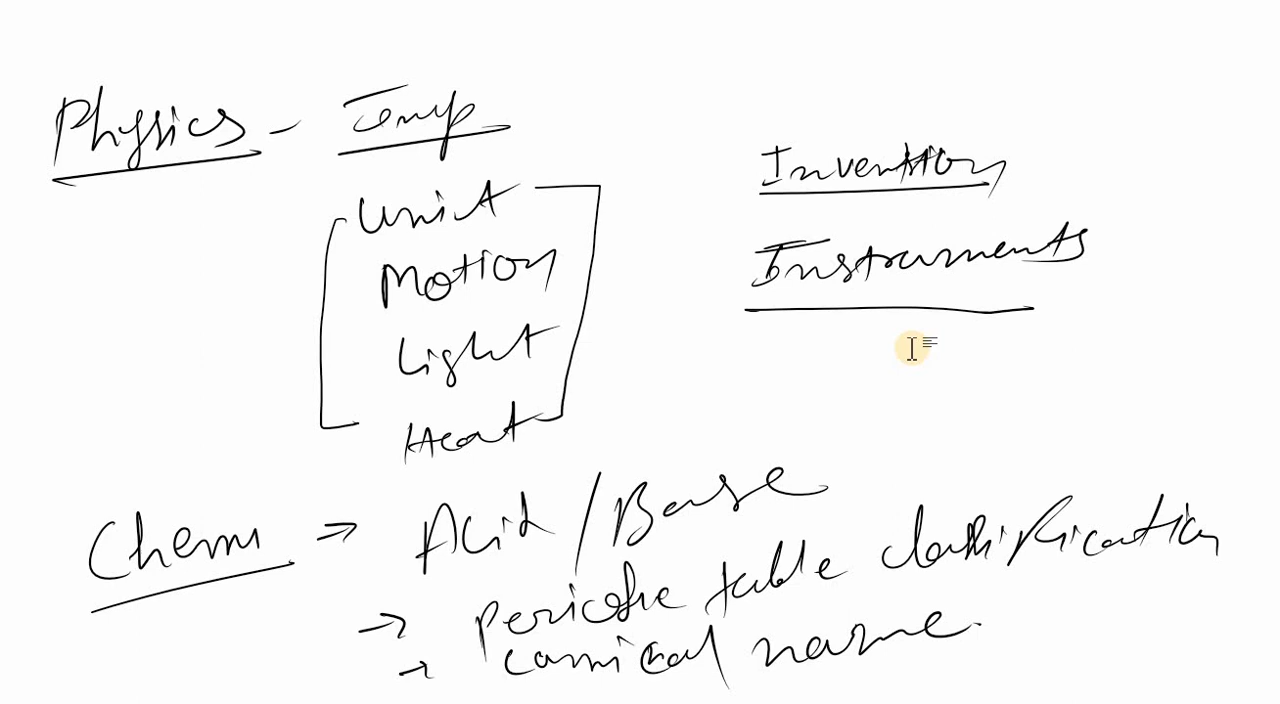 Physics - Temp
Unit
Motion
Light
Heat
Invention
Instruments
Chem → Acid / Base
→ periodic table classification
→ camical name